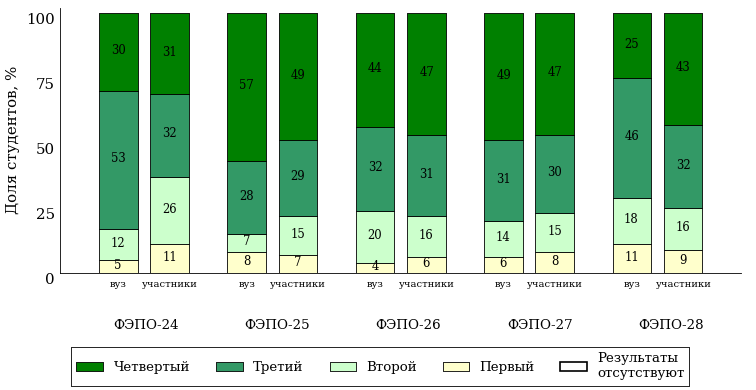 Доля студентов, %
100
75
50
25
0
30 31 57 49 44 47 49 47 25 43
53 32 28 29 32 31 31 30 46 32
12 26 7 15 20 16 14 15 18 16
5 11 8 7 4 6 6 8 11 9
вуз участники вуз участники вуз участники вуз участники вуз участники
ФЭПО-24 ФЭПО-25 ФЭПО-26 ФЭПО-27 ФЭПО-28
Четвертый Третий Второй Первый Результаты
отсутствуют